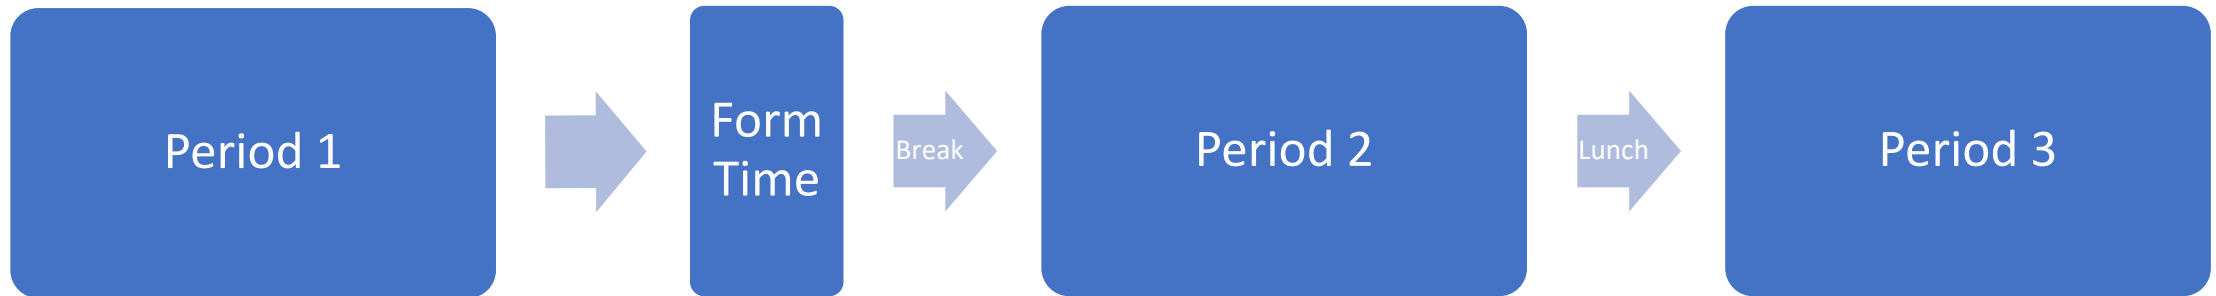 Period 1
Form
Time
Break
Period 2
Lunch
Period 3